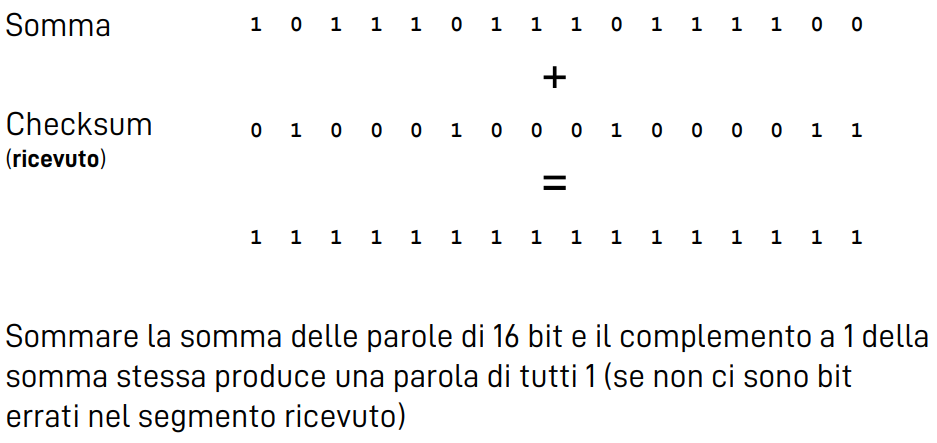 Somma 1 0 1 1 1 0 1 1 1 0 1 1 1 1 0 0
+
Checksum 0 1 0 0 0 1 0 0 0 1 0 0 0 0 1 1
(ricevuto)
=
1 1 1 1 1 1 1 1 1 1 1 1 1 1 1 1
Sommare la somma delle parole di 16 bit e il complemento a 1 della
somma stessa produce una parola di tutti 1 (se non ci sono bit
errati nel segmento ricevuto)